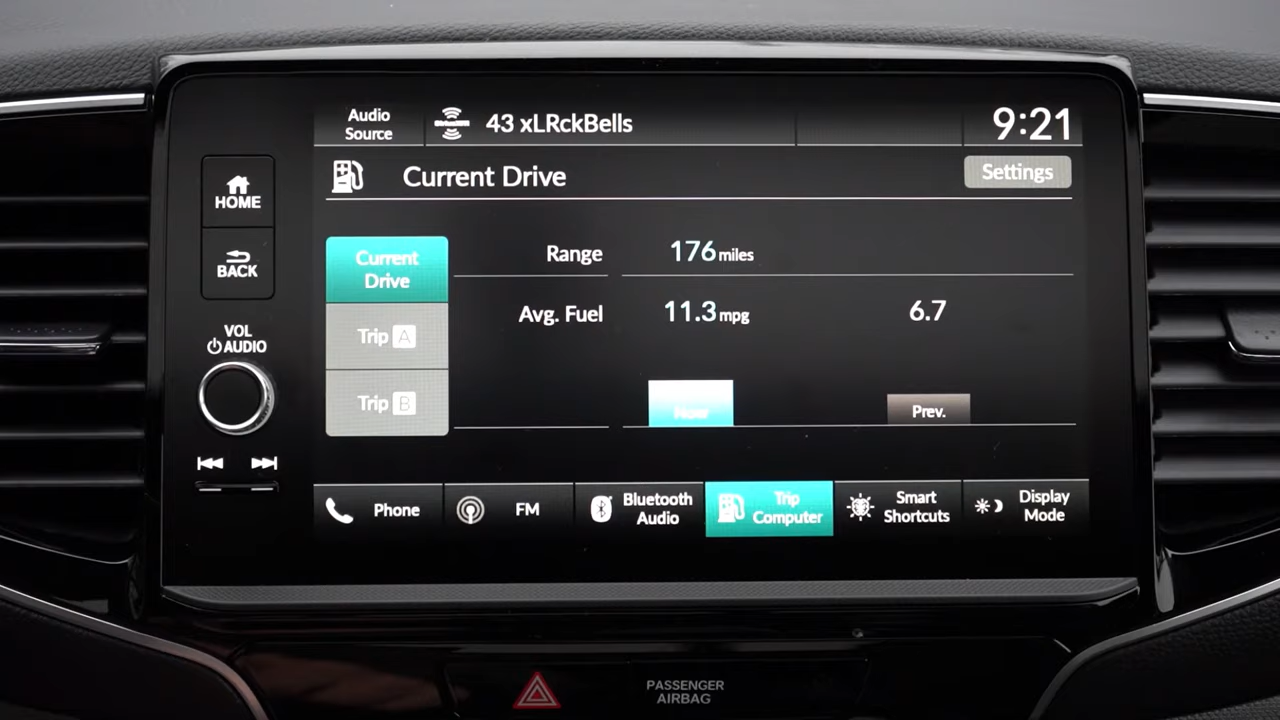 Audio
Source
43 xLRckBells
9:21
Current Drive
Settings
HOME
BACK
VOL
AUDIO
Current
Drive
Trip A
Trip B
Range
176 miles
Avg. Fuel
11.3 mpg
6.7
Now
Prev.
Phone
FM
Bluetooth
Audio
Trip
Computer
Smart
Shortcuts
Display
Mode
PASSENGER
AIRBAG